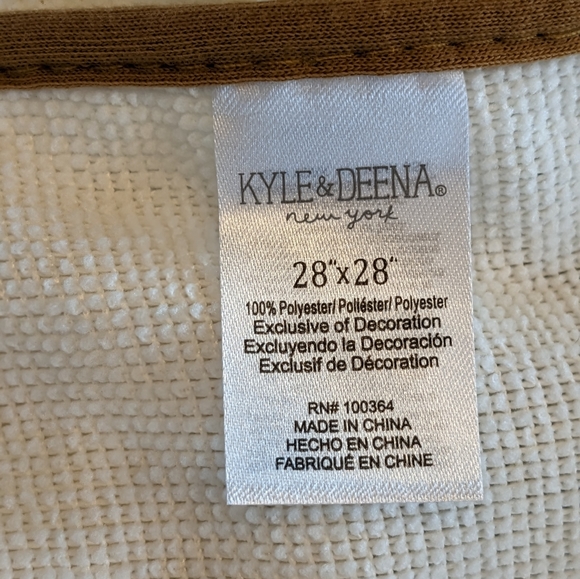 KYLE&DEENA®
new york
28"x28"
100% Polyester/ Poliéster/ Polyester
Exclusive of Decoration
Excluyendo la Decoración
Exclusif de Décoration
RN# 100364
MADE IN CHINA
HECHO EN CHINA
FABRIQUÉ EN CHINE